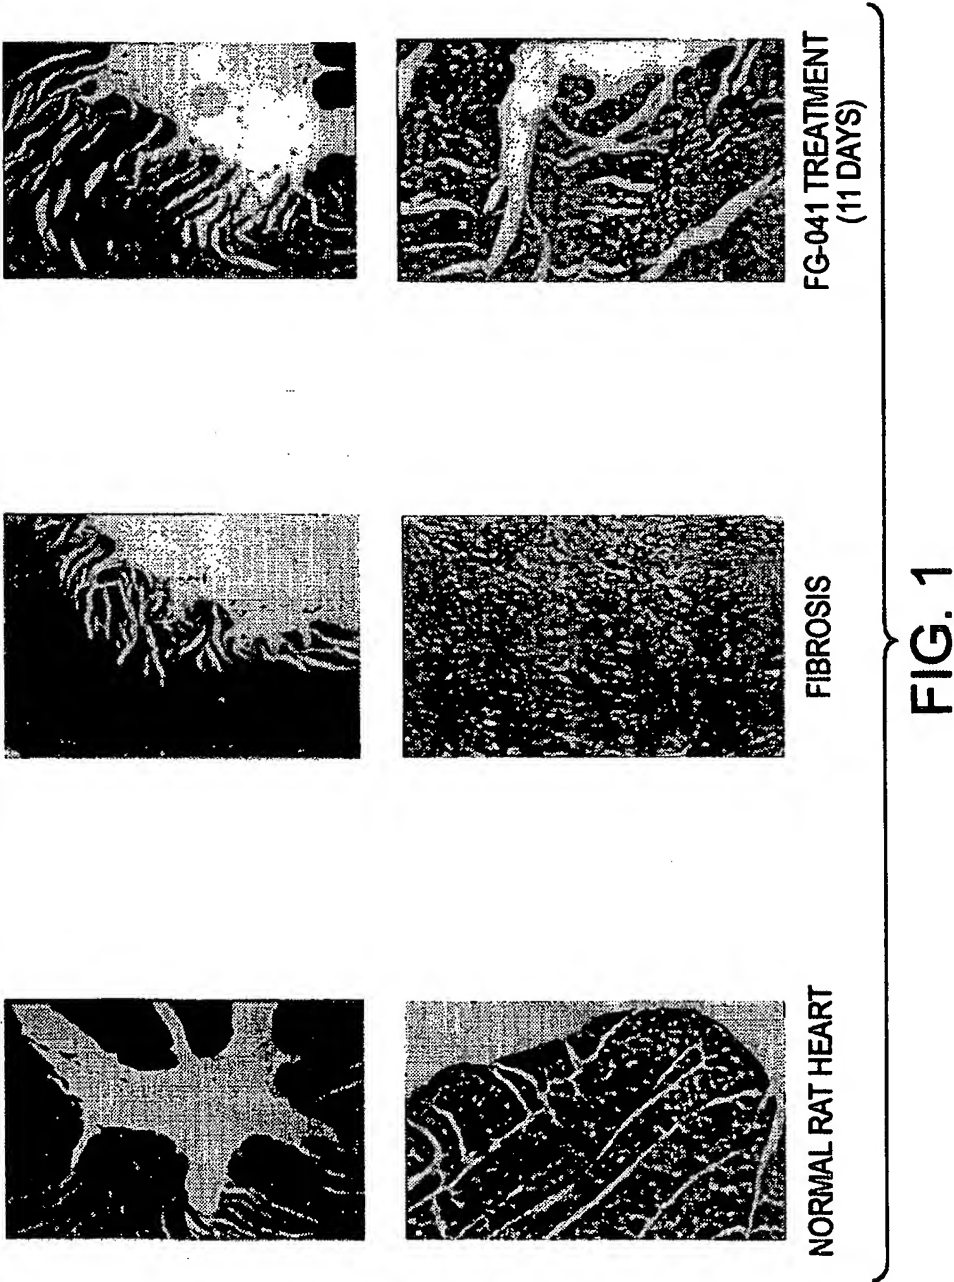 NORMAL RAT HEART
FIBROSIS
FG-041 TREATMENT
(11 DAYS)
FIG. 1